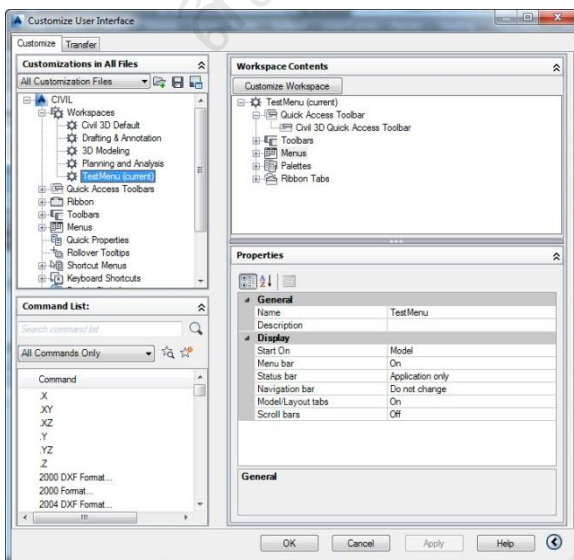 Customize User Interface
Customize Transfer
Customizations in All Files
All Customization Files
CIVIL
Workspaces
Civil 3D Default
Drafting & Annotation
3D Modeling
Planning and Analysis
TestMenu (current)
Quick Access Toolbars
Ribbon
Toolbars
Menus
Quick Properties
Rollover Tooltips
Shortcut Menus
Keyboard Shortcuts
Command List:
Search command list
All Commands Only
Command
.X
.XY
.XZ
.Y
.YZ
.Z
2000 DXF Format...
2000 Format...
2004 DXF Format...
Workspace Contents
Customize Workspace
TestMenu (current)
Quick Access Toolbar
Civil 3D Quick Access Toolbar
Toolbars
Menus
Palettes
Ribbon Tabs
Properties
General
Name TestMenu
Description
Display
Start On Model
Menu bar On
Status bar Application only
Navigation bar Do not change
Model/Layout tabs On
Scroll bars Off
General
OK Cancel Apply Help